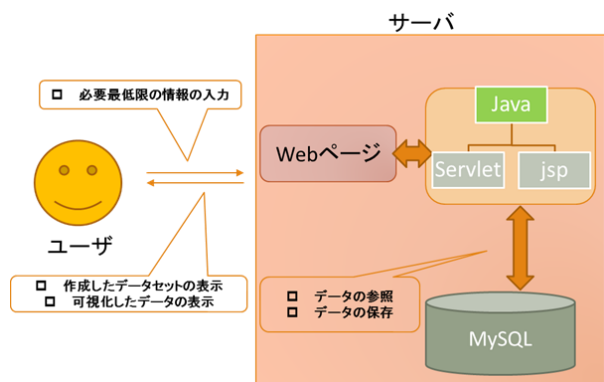 サーバ
必要最低限の情報の入力
Java
Webページ
Servlet
jsp
ユーザ
作成したデータセットの表示
可視化したデータの表示
データの参照
データの保存
MySQL